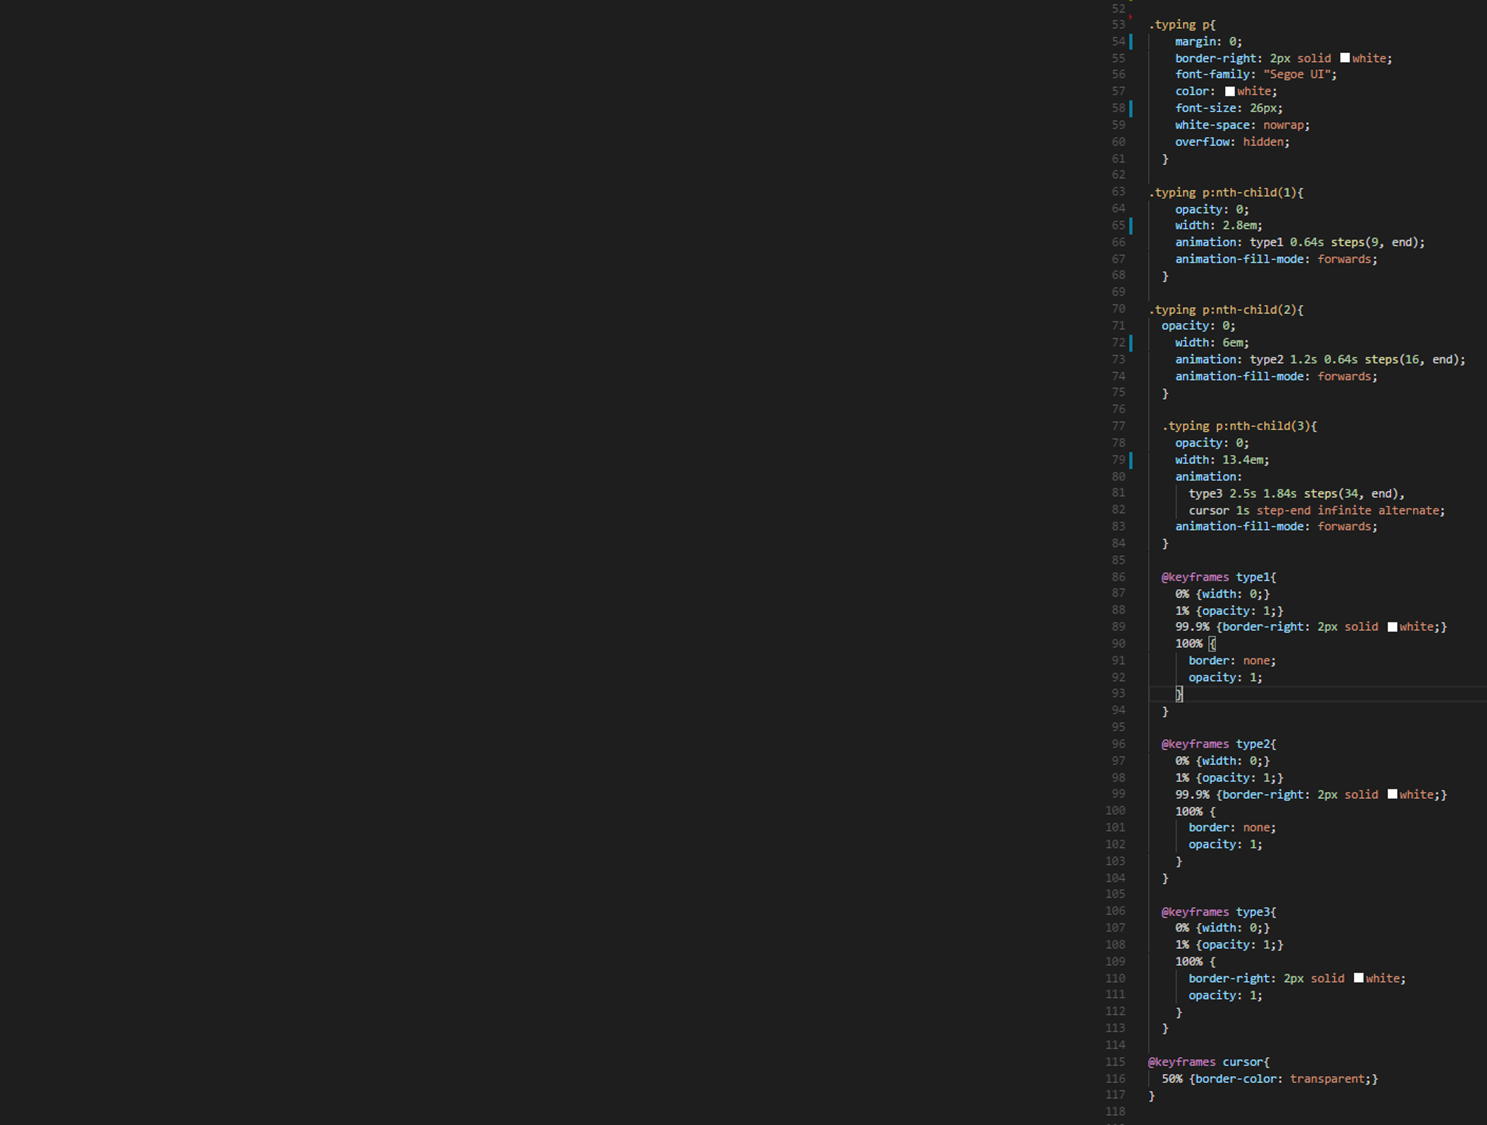 52
53 .typing p{
54 margin: 0;
55 border-right: 2px solid white;
56 font-family: "Segoe UI";
57 color: white;
58 font-size: 26px;
59 white-space: nowrap;
60 overflow: hidden;
61 }
62
63 .typing p:nth-child(1){
64 opacity: 0;
65 width: 2.8em;
66 animation: type1 0.64s steps(9, end);
67 animation-fill-mode: forwards;
68 }
69
70 .typing p:nth-child(2){
71 opacity: 0;
72 width: 6em;
73 animation: type2 1.2s 0.64s steps(16, end);
74 animation-fill-mode: forwards;
75 }
76
77 .typing p:nth-child(3){
78 opacity: 0;
79 width: 13.4em;
80 animation:
81 type3 2.5s 1.84s steps(34, end),
82 cursor 1s step-end infinite alternate;
83 animation-fill-mode: forwards;
84 }
85
86 @keyframes type1{
87 0% {width: 0;}
88 1% {opacity: 1;}
89 99.9% {border-right: 2px solid white;}
90 100% {
91 border: none;
92 opacity: 1;
93 }
94 }
95
96 @keyframes type2{
97 0% {width: 0;}
98 1% {opacity: 1;}
99 99.9% {border-right: 2px solid white;}
100 100% {
101 border: none;
102 opacity: 1;
103 }
104 }
105
106 @keyframes type3{
107 0% {width: 0;}
108 1% {opacity: 1;}
109 100% {
110 border-right: 2px solid white;
111 opacity: 1;
112 }
113 }
114
115 @keyframes cursor{
116 50% {border-color: transparent;}
117 }
118